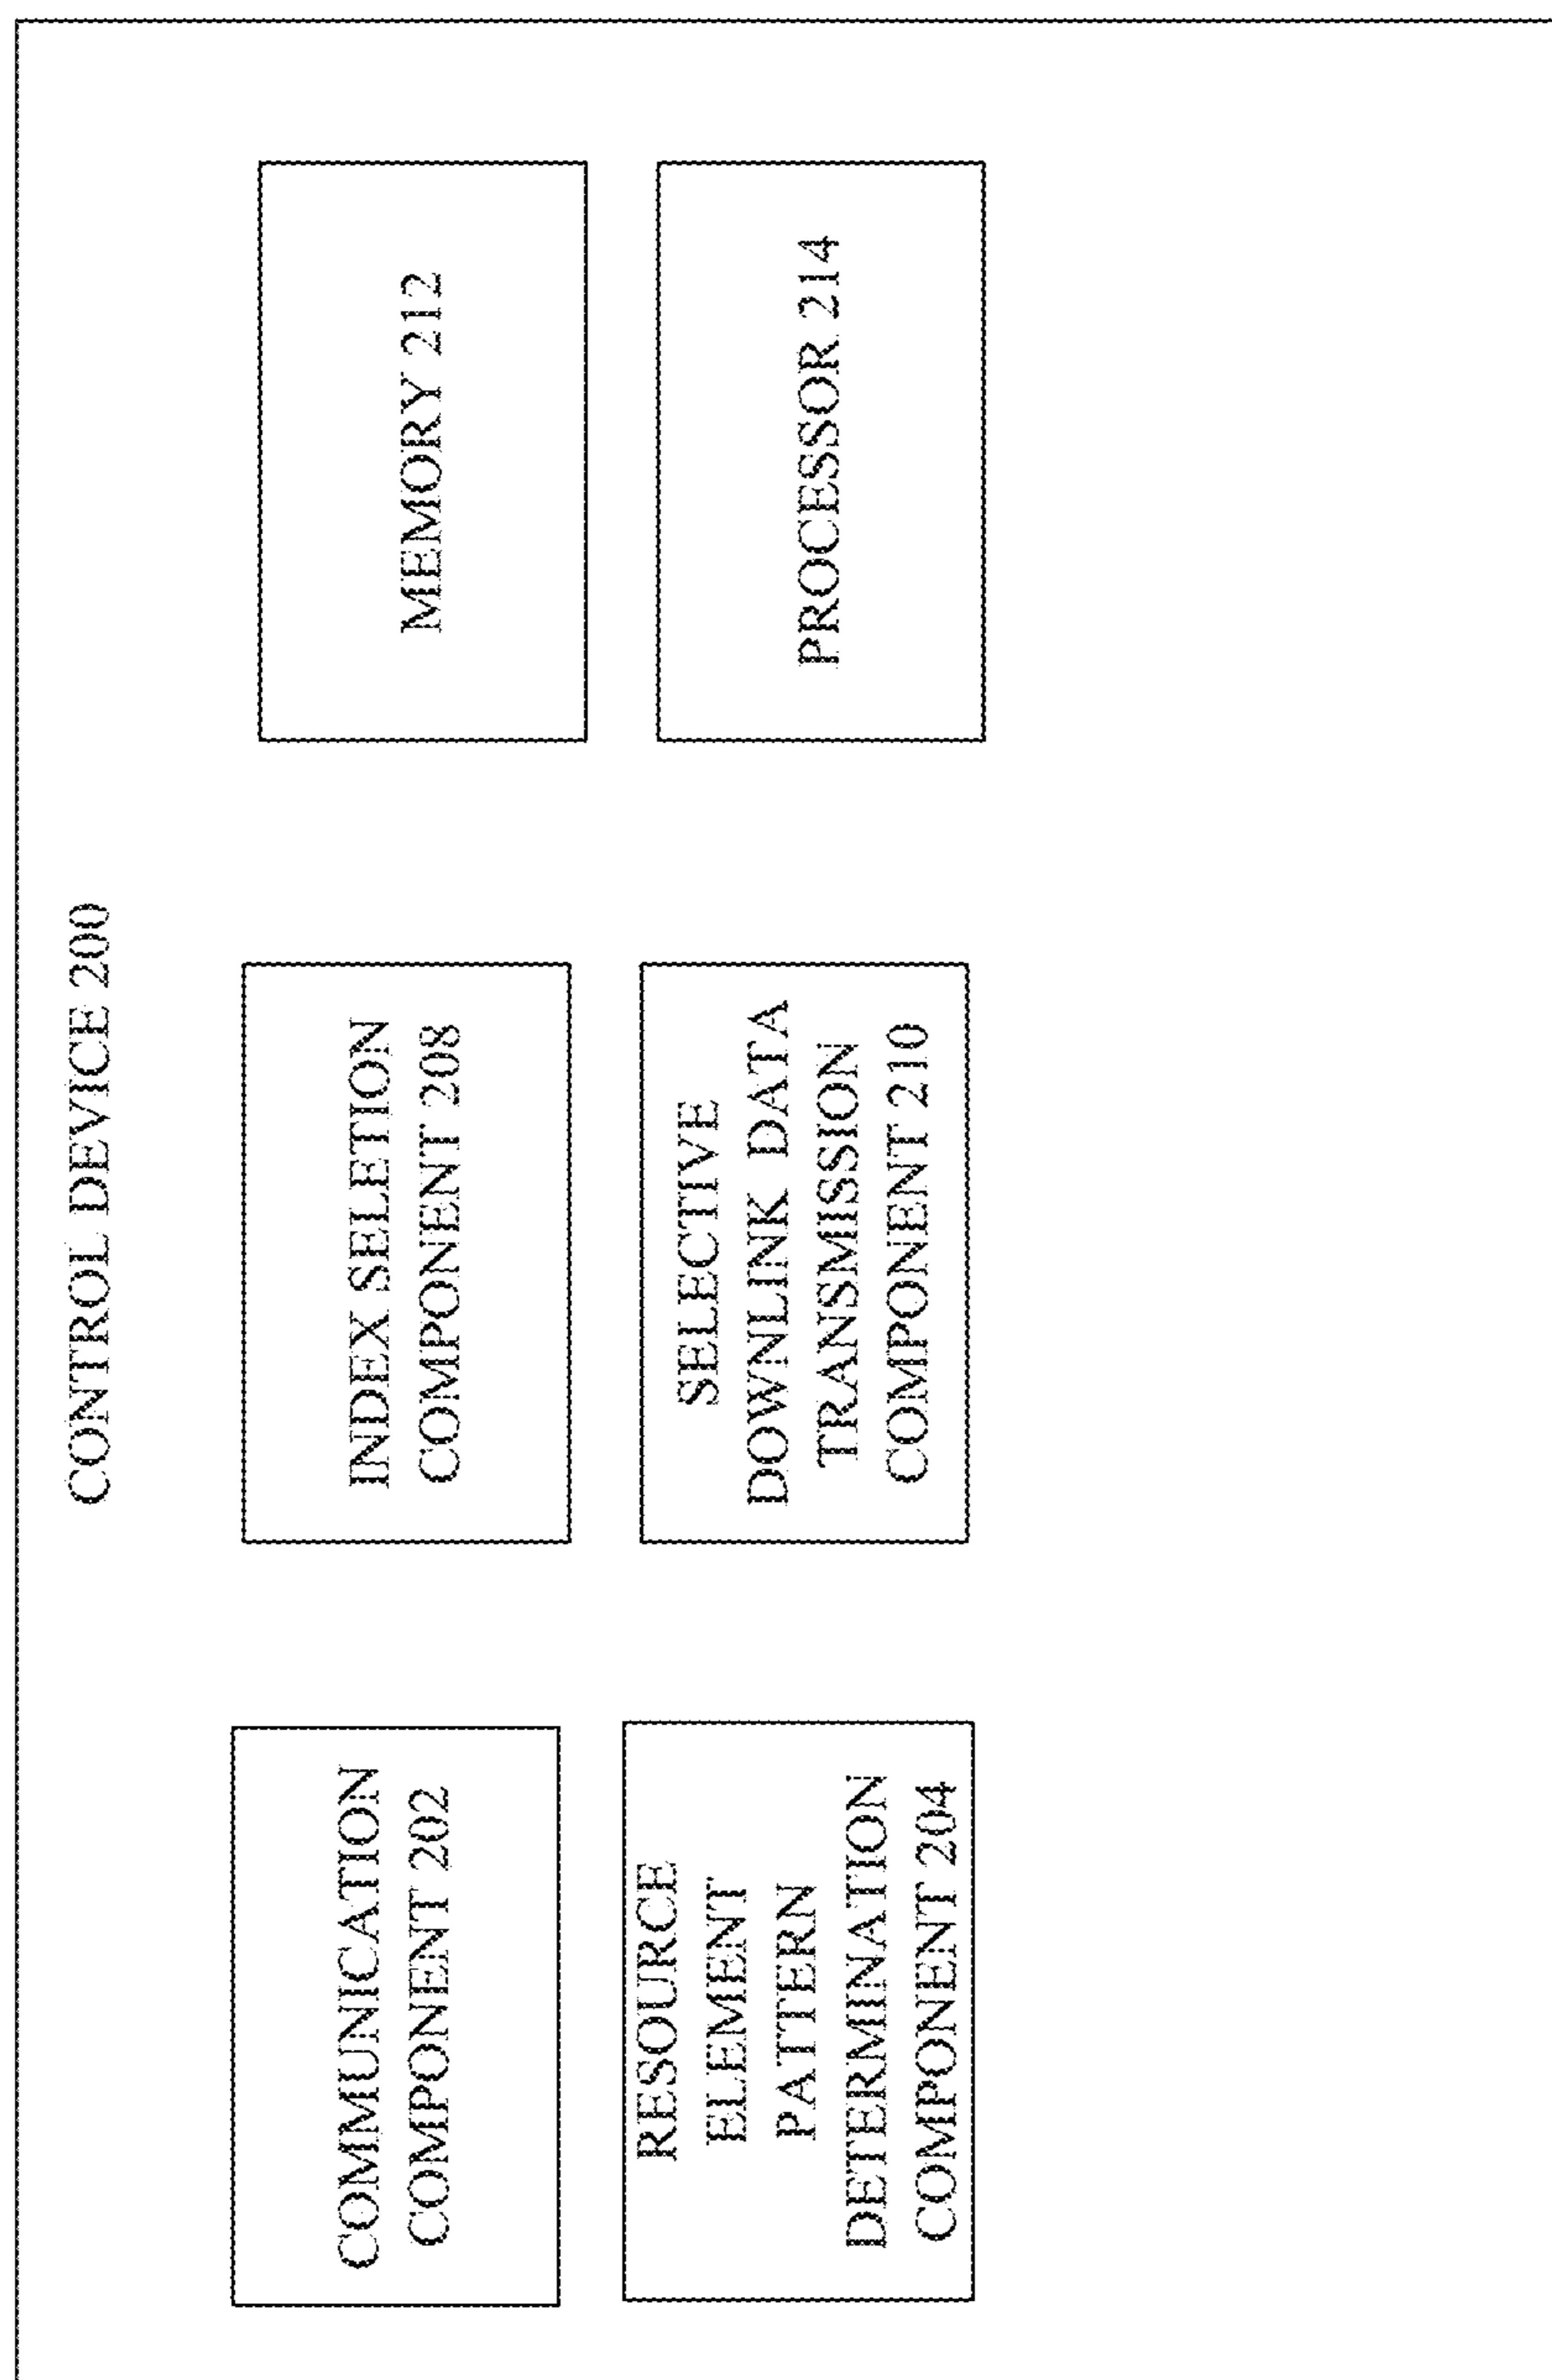 CONTROL DEVICE 200
COMMUNICATION
COMPONENT 202
INDEX SELETION
COMPONENT 208
MEMORY 212
RESOURCE
ELEMENT
PATTERN
DETERMINATION
COMPONENT 204
SELECTIVE
DOWNLINK DATA
TRANSMISSION
COMPONENT 210
PROCESSOR 214